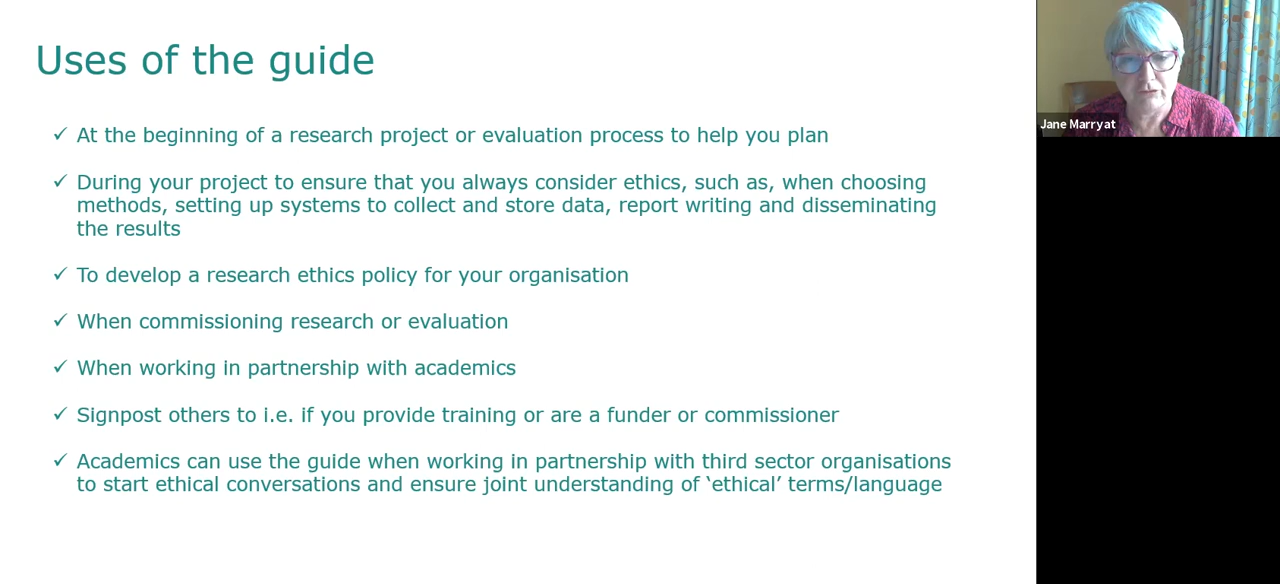 Uses of the guide
✓ At the beginning of a research project or evaluation process to help you plan
✓ During your project to ensure that you always consider ethics, such as, when choosing
methods, setting up systems to collect and store data, report writing and disseminating
the results
✓ To develop a research ethics policy for your organisation
✓ When commissioning research or evaluation
✓ When working in partnership with academics
✓ Signpost others to i.e. if you provide training or are a funder or commissioner
✓ Academics can use the guide when working in partnership with third sector organisations
to start ethical conversations and ensure joint understanding of ‘ethical’ terms/language
Jane Marryat